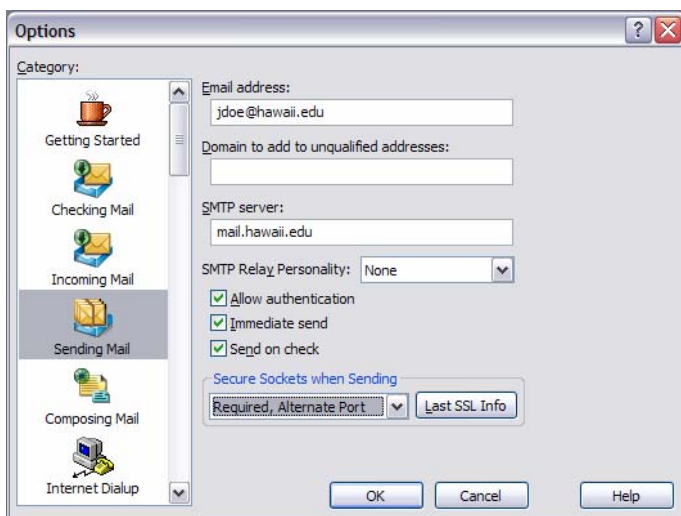 Options
Category:
Getting Started
Checking Mail
Incoming Mail
Sending Mail
Composing Mail
Internet Dialup
Email address:
jdoe@hawaii.edu
Domain to add to unqualified addresses:
SMTP server:
mail.hawaii.edu
SMTP Relay Personality: None
Allow authentication
Immediate send
Send on check
Secure Sockets when Sending
Required, Alternate Port Last SSL Info
OK Cancel Help